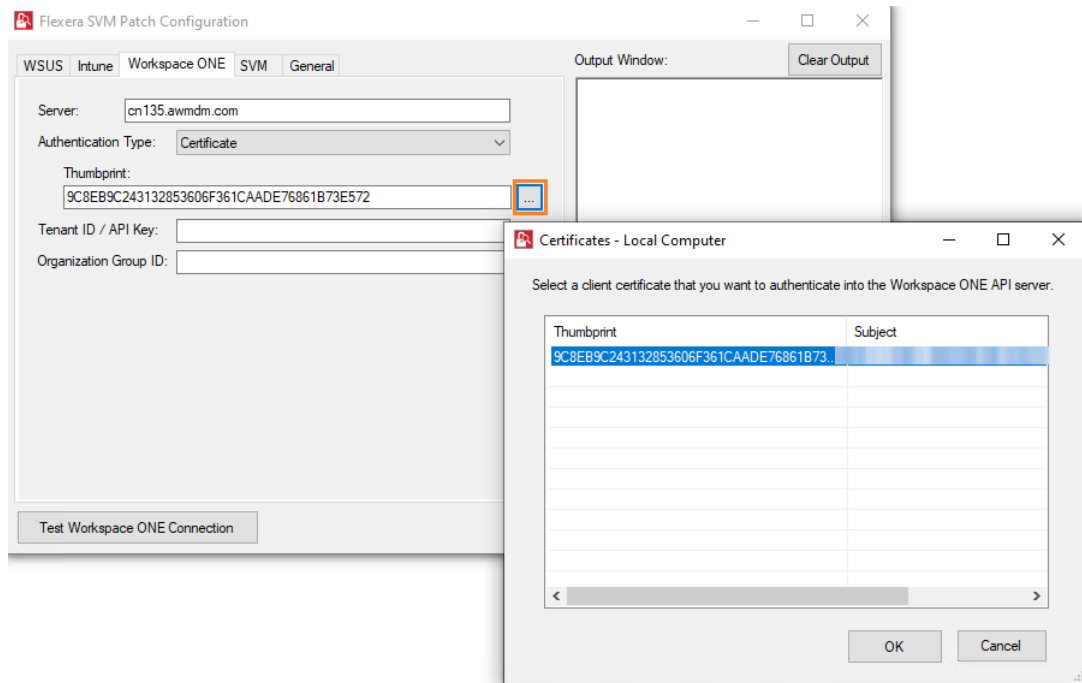 Flexera SVM Patch Configuration
WSUS Intune Workspace ONE SVM General
Output Window:
Clear Output
Server: cn135.awmdm.com
Authentication Type: Certificate
Thumbprint:
9C8EB9C243132853606F361CAADE76861B73E572
...
Tenant ID / API Key:
Organization Group ID:
Test Workspace ONE Connection
Certificates - Local Computer
Select a client certificate that you want to authenticate into the Workspace ONE API server.
Thumbprint Subject
9C8EB9C243132853606F361CAADE76861B73...
OK Cancel